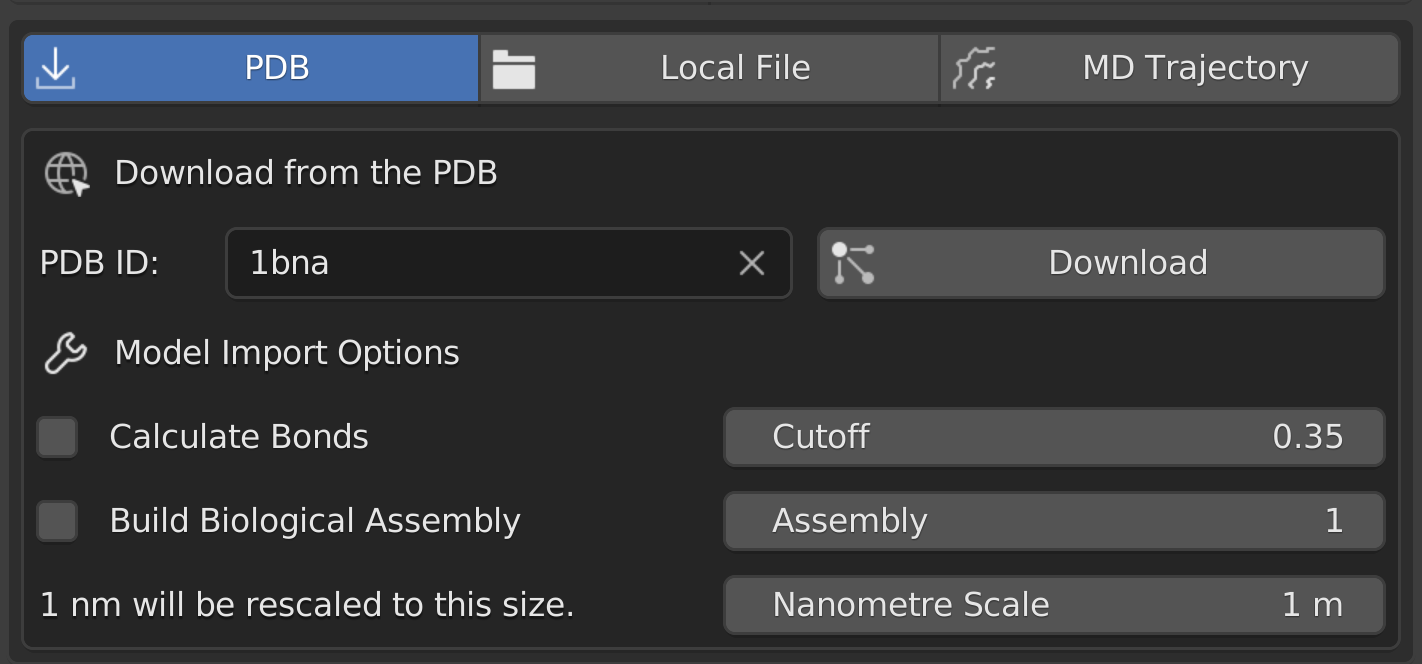 PDB Local File MD Trajectory
Download from the PDB
PDB ID: 1bna Download
Model Import Options
Calculate Bonds Cutoff 0.35
Build Biological Assembly Assembly 1
1 nm will be rescaled to this size. Nanometre Scale 1 m